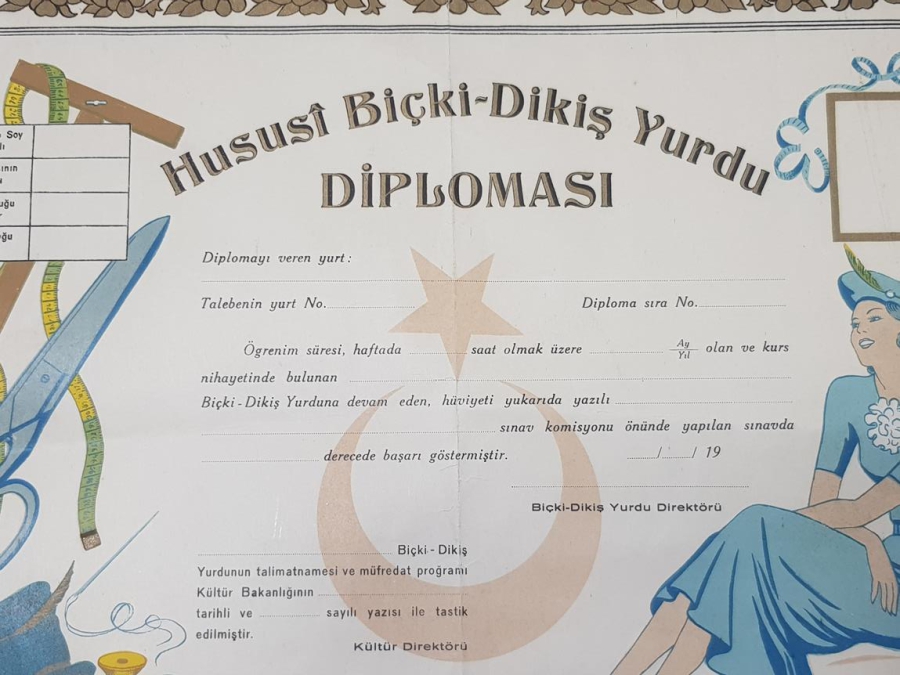 Hususî Biçki-Dikiş Yurdu
DİPLOMASI
Soy
Diplomayı veren yurt:
Talebenin yurt No. Diploma sıra No.
Ögrenim süresi, haftada saat olmak üzere Ay Yıl olan ve kurs
nihayetinde bulunan
Biçki-Dikiş Yurduna devam eden, hüviyeti yukarıda yazılı
sınav komisyonu önünde yapılan sınavda
derecede başarı göstermiştir. / / 19
Biçki-Dikiş Yurdu Direktörü
Biçki - Dikiş
Yurdunun talimatnamesi ve müfredat proğramı
Kültür Bakanlığının
tarihli ve sayılı yazısı ile tastik
edilmiştir.
Kültür Direktörü